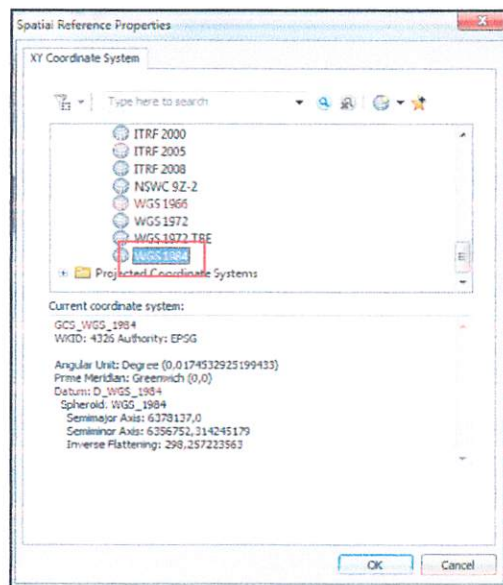 Spatial Reference Properties
XY Coordinate System
Type here to search
ITRF 2000
ITRF 2005
ITRF 2008
NSWC 9Z-2
WGS 1966
WGS 1972
WGS 1972 TBE
WGS 1984
Projected Coordinate Systems
Current coordinate system:
GCS_WGS_1984
WKID: 4326 Authority: EPSG
Angular Unit: Degree (0,0174532925199433)
Prime Meridian: Greenwich (0,0)
Datum: D_WGS_1984
Spheroid: WGS_1984
Semimajor Axis: 6378137,0
Semiminor Axis: 6356752,314245179
Inverse Flattening: 298,257223563
OK Cancel